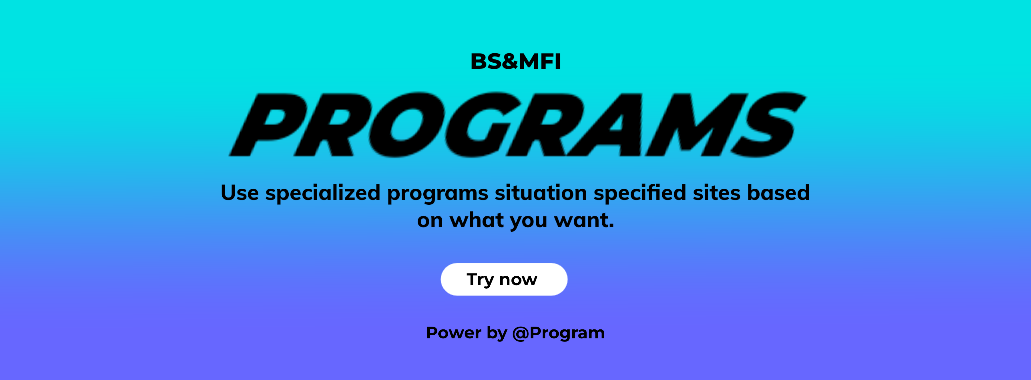 BS&MFI
PROGRAMS
Use specialized programs situation specified sites based
on what you want.
Try now
Power by @Program